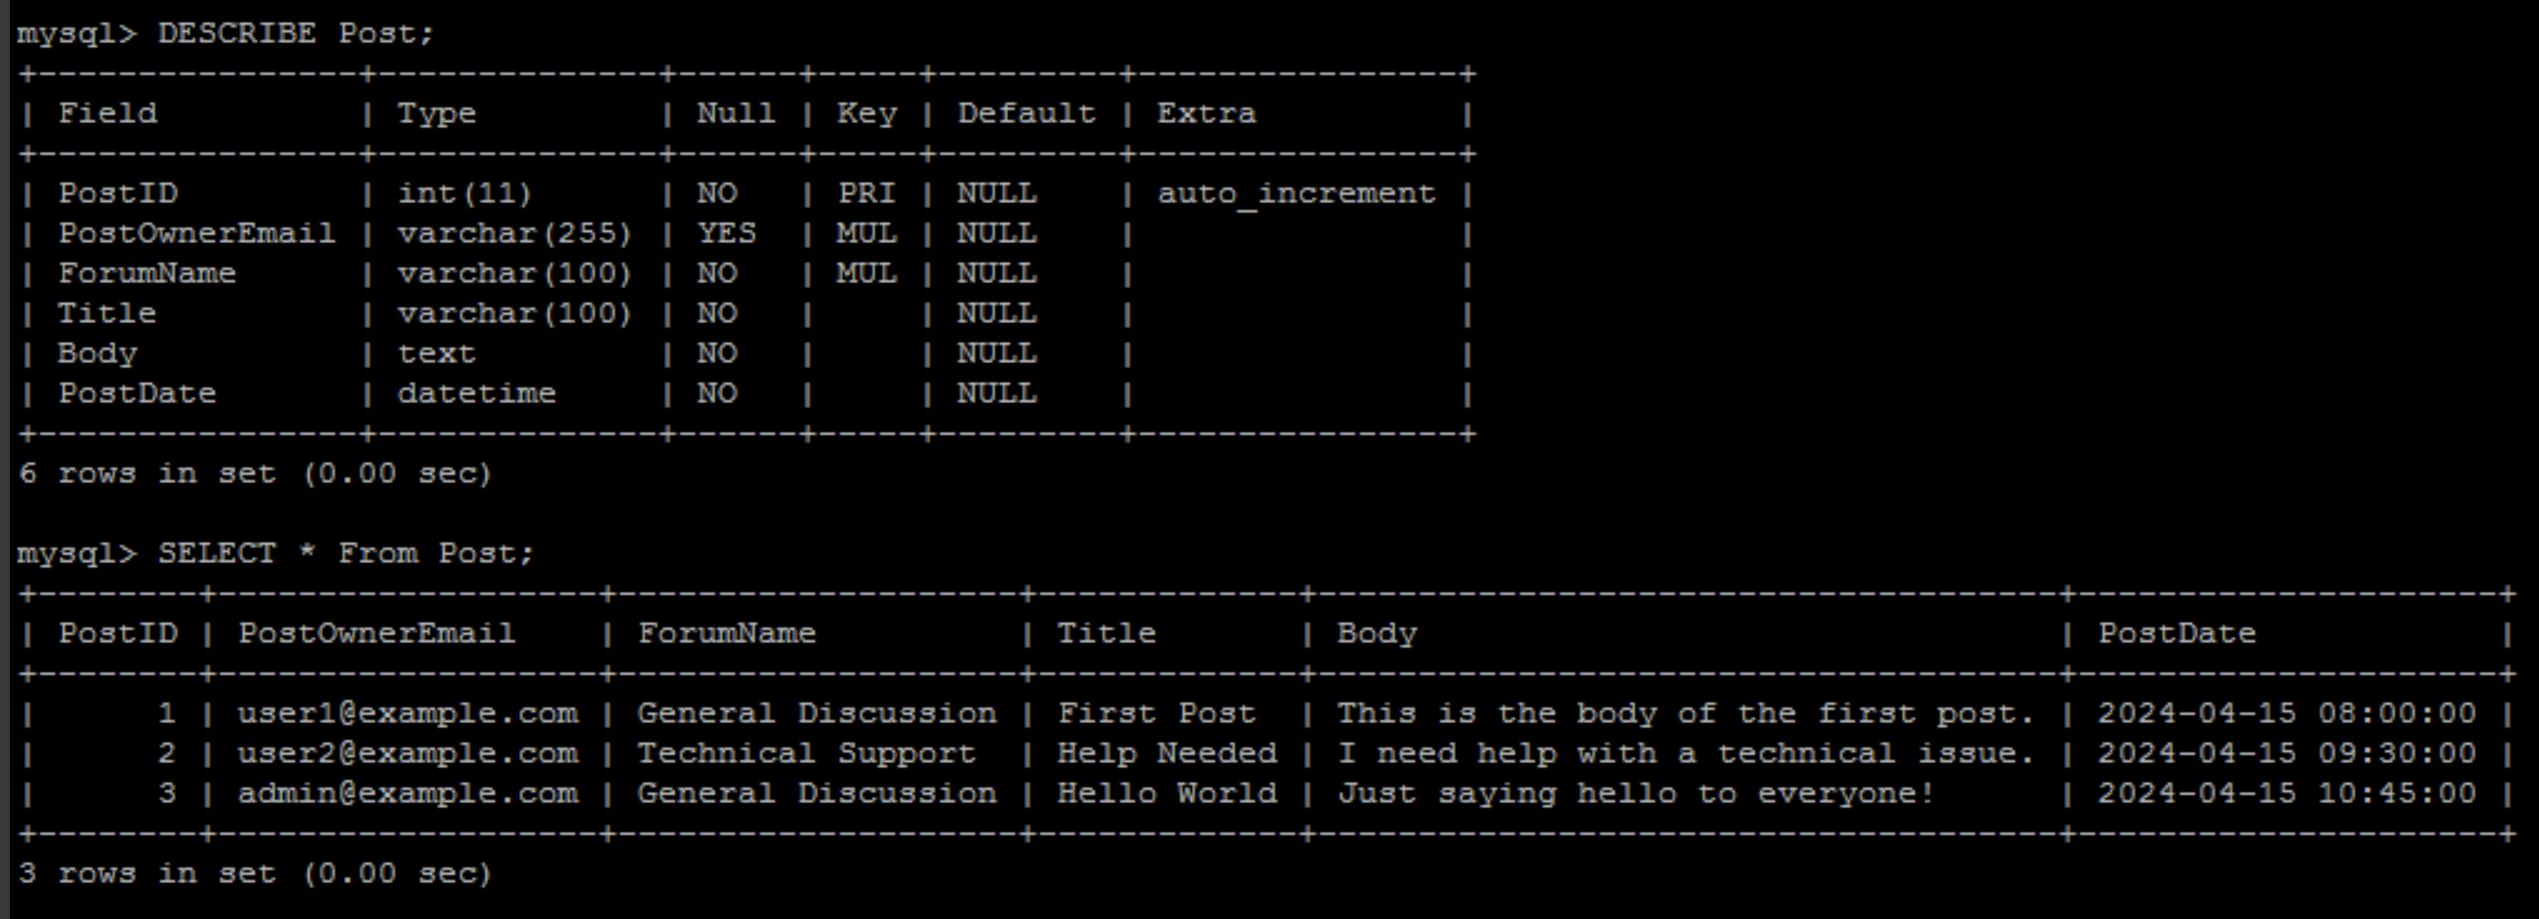 mysql> DESCRIBE Post;
+----------------+--------------+------+-----+---------+----------------+
| Field          | Type         | Null | Key | Default | Extra          |
+----------------+--------------+------+-----+---------+----------------+
| PostID         | int(11)      | NO   | PRI | NULL    | auto_increment |
| PostOwnerEmail | varchar(255) | YES  | MUL | NULL    |                |
| ForumName      | varchar(100) | NO   | MUL | NULL    |                |
| Title          | varchar(100) | NO   |     | NULL    |                |
| Body           | text         | NO   |     | NULL    |                |
| PostDate       | datetime     | NO   |     | NULL    |                |
+----------------+--------------+------+-----+---------+----------------+
6 rows in set (0.00 sec)
mysql> SELECT * From Post;
+--------+-------------------+--------------------+-------------+-------------------------------------+---------------------+
| PostID | PostOwnerEmail    | ForumName          | Title       | Body                                | PostDate            |
+--------+-------------------+--------------------+-------------+-------------------------------------+---------------------+
|      1 | user1@example.com | General Discussion | First Post  | This is the body of the first post. | 2024-04-15 08:00:00 |
|      2 | user2@example.com | Technical Support  | Help Needed | I need help with a technical issue. | 2024-04-15 09:30:00 |
|      3 | admin@example.com | General Discussion | Hello World | Just saying hello to everyone!      | 2024-04-15 10:45:00 |
+--------+-------------------+--------------------+-------------+-------------------------------------+---------------------+
3 rows in set (0.00 sec)